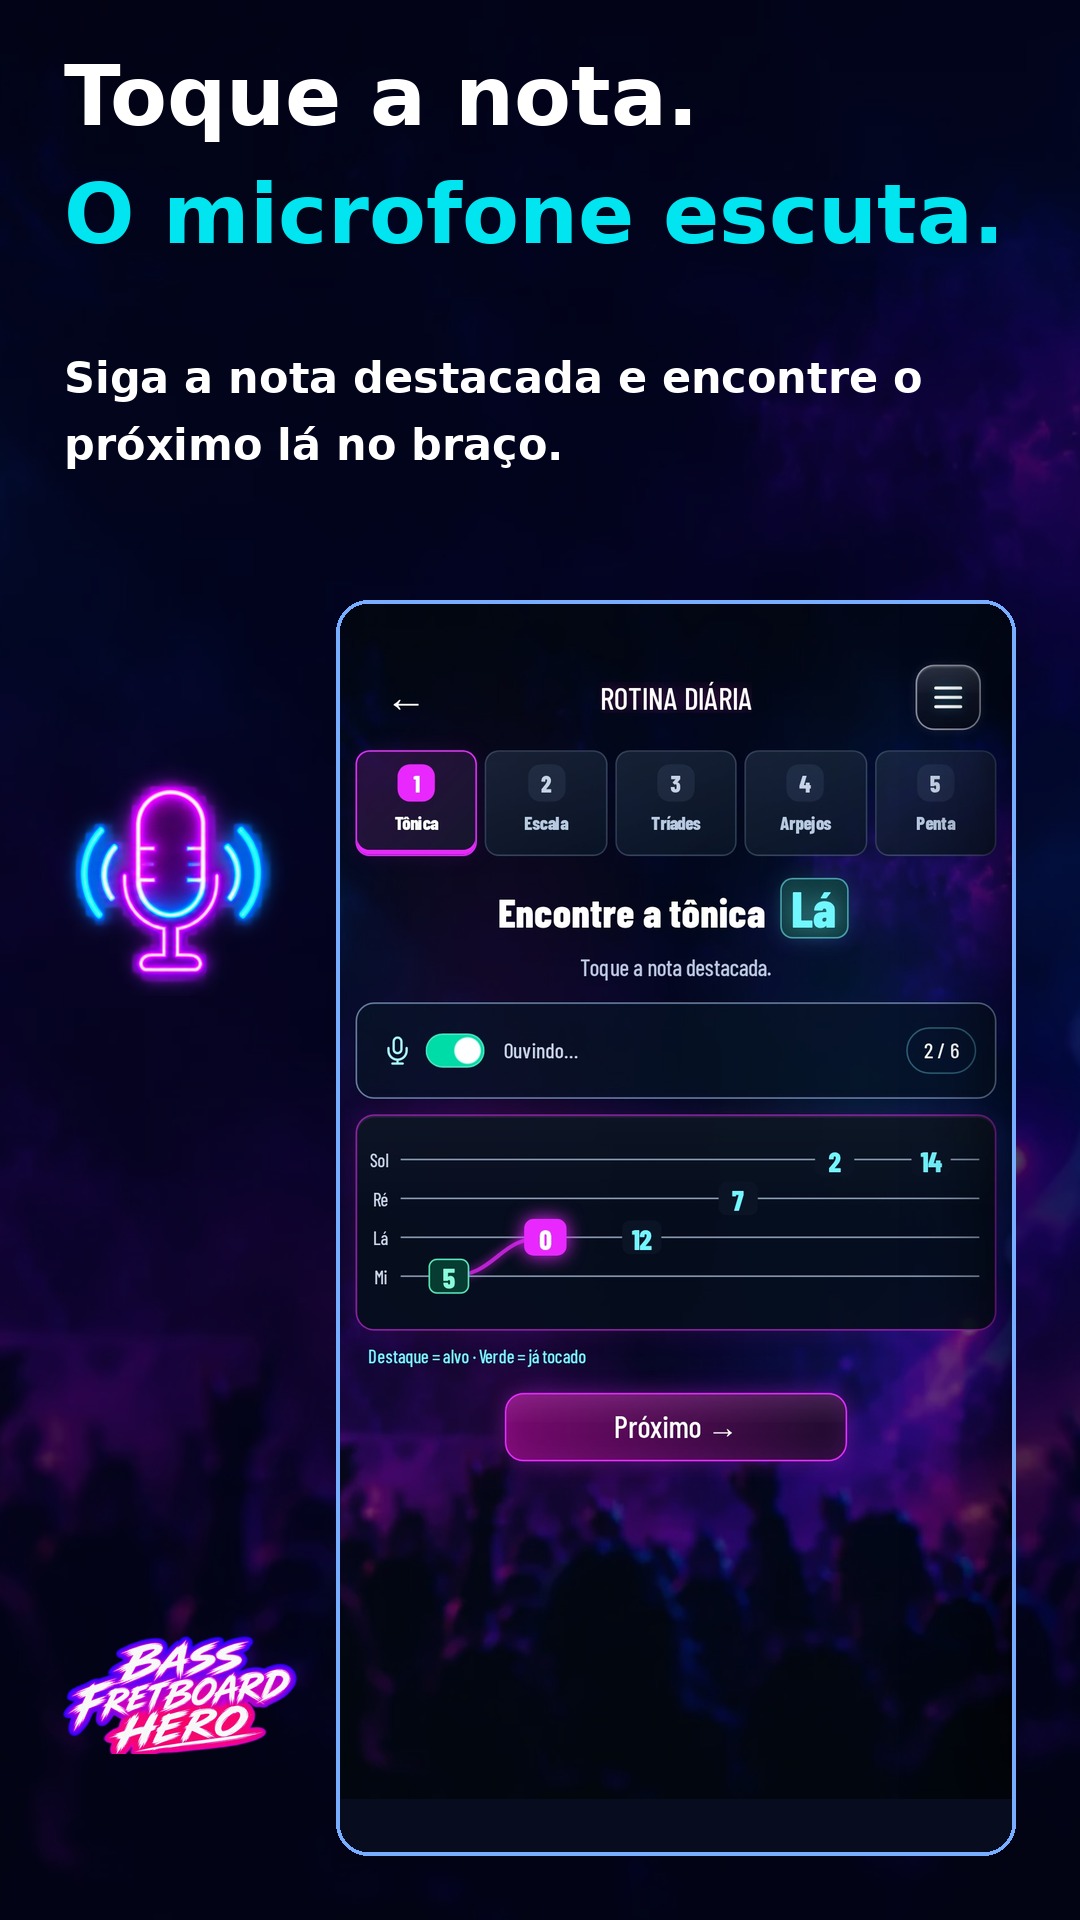 Toque a nota.
O microfone escuta.
Siga a nota destacada e encontre o
próximo lá no braço.
←
ROTINA DIÁRIA
1
Tônica
2
Escala
3
Tríades
4
Arpejos
5
Penta
Encontre a tônica Lá
Toque a nota destacada.
Ouvindo...
2 / 6
Sol 2 14
Ré 7
Lá 0 12
Mi 5
Destaque = alvo · Verde = já tocado
Próximo →
BASS
FRETBOARD
HERO